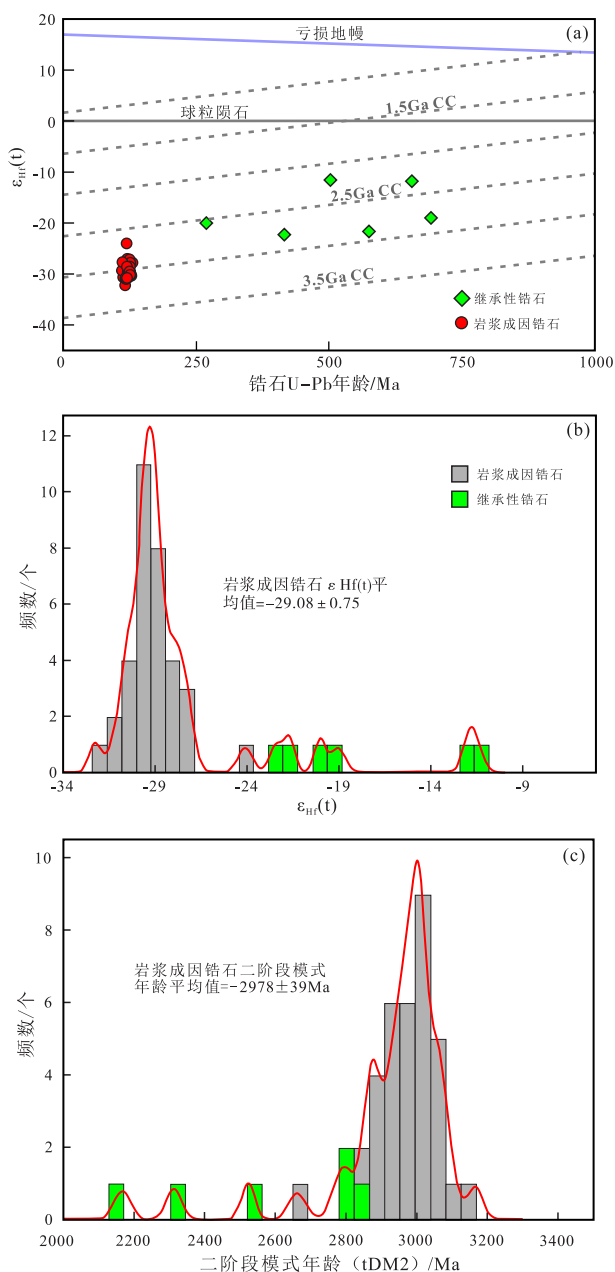 (a)
20
10
0
-10
-20
-30
-40
εHf(t)
亏损地幔
球粒陨石
1.5Ga CC
2.5Ga CC
3.5Ga CC
继承性锆石
岩浆成因锆石
0
250
500
750
1000
锆石U-Pb年龄/Ma
(b)
12
10
8
6
4
2
0
频数/个
岩浆成因锆石
继承性锆石
岩浆成因锆石 ε Hf(t)平
均值=-29.08±0.75
-34
-29
-24
-19
-14
-9
εHf(t)
(c)
10
8
6
4
2
0
频数/个
岩浆成因锆石二阶段模式
年龄平均值=-2978±39Ma
2000
2200
2400
2600
2800
3000
3200
3400
二阶段模式年龄（tDM2）/Ma